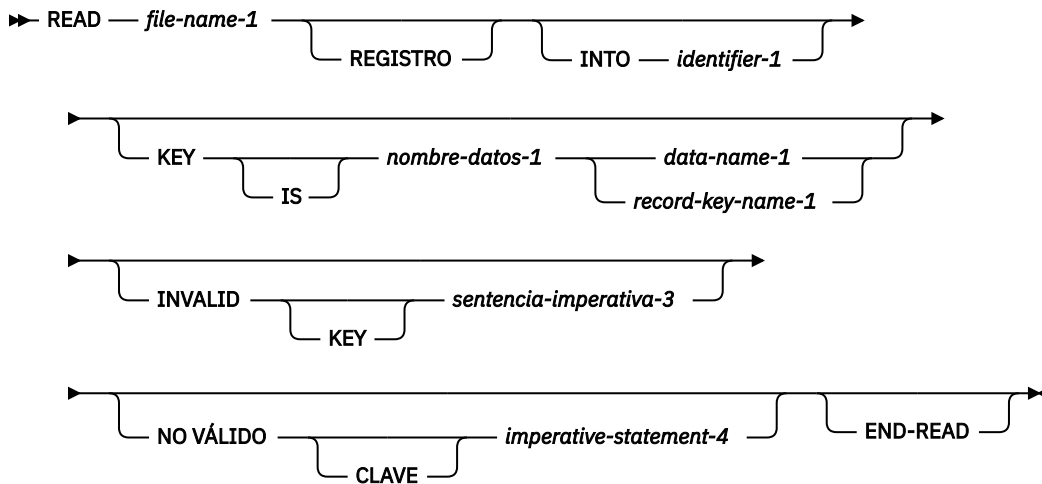 READ file-name-1
REGISTRO INTO identifier-1
KEY nombre-datos-1 data-name-1
IS record-key-name-1
INVALID sentencia-imperativa-3
KEY
NO VÁLIDO imperative-statement-4 END-READ
CLAVE